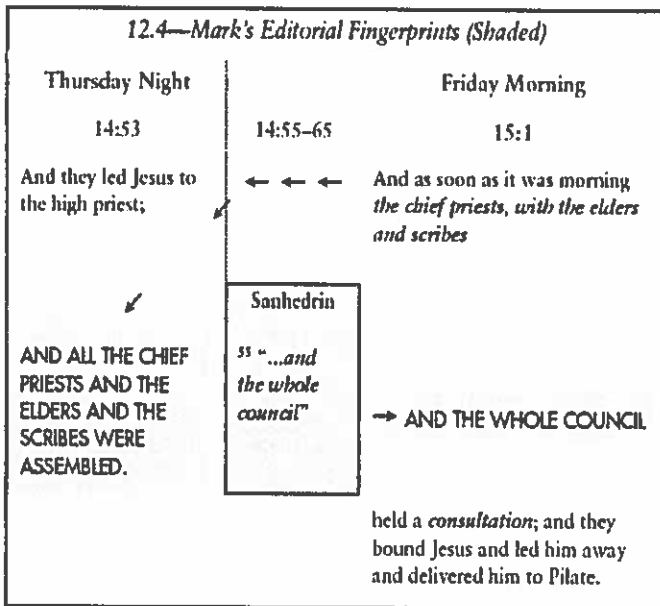 12.4—Mark's Editorial Fingerprints (Shaded)
Thursday Night
Friday Morning
14:53
14:55–65
15:1
And they led Jesus to
the high priest;
← ← ←
And as soon as it was morning
the chief priests, with the elders
and scribes
Sanhedrin
AND ALL THE CHIEF
PRIESTS AND THE
ELDERS AND THE
SCRIBES WERE
ASSEMBLED.
55 "...and
the whole
council"
→ AND THE WHOLE COUNCIL
held a consultation; and they
bound Jesus and led him away
and delivered him to Pilate.